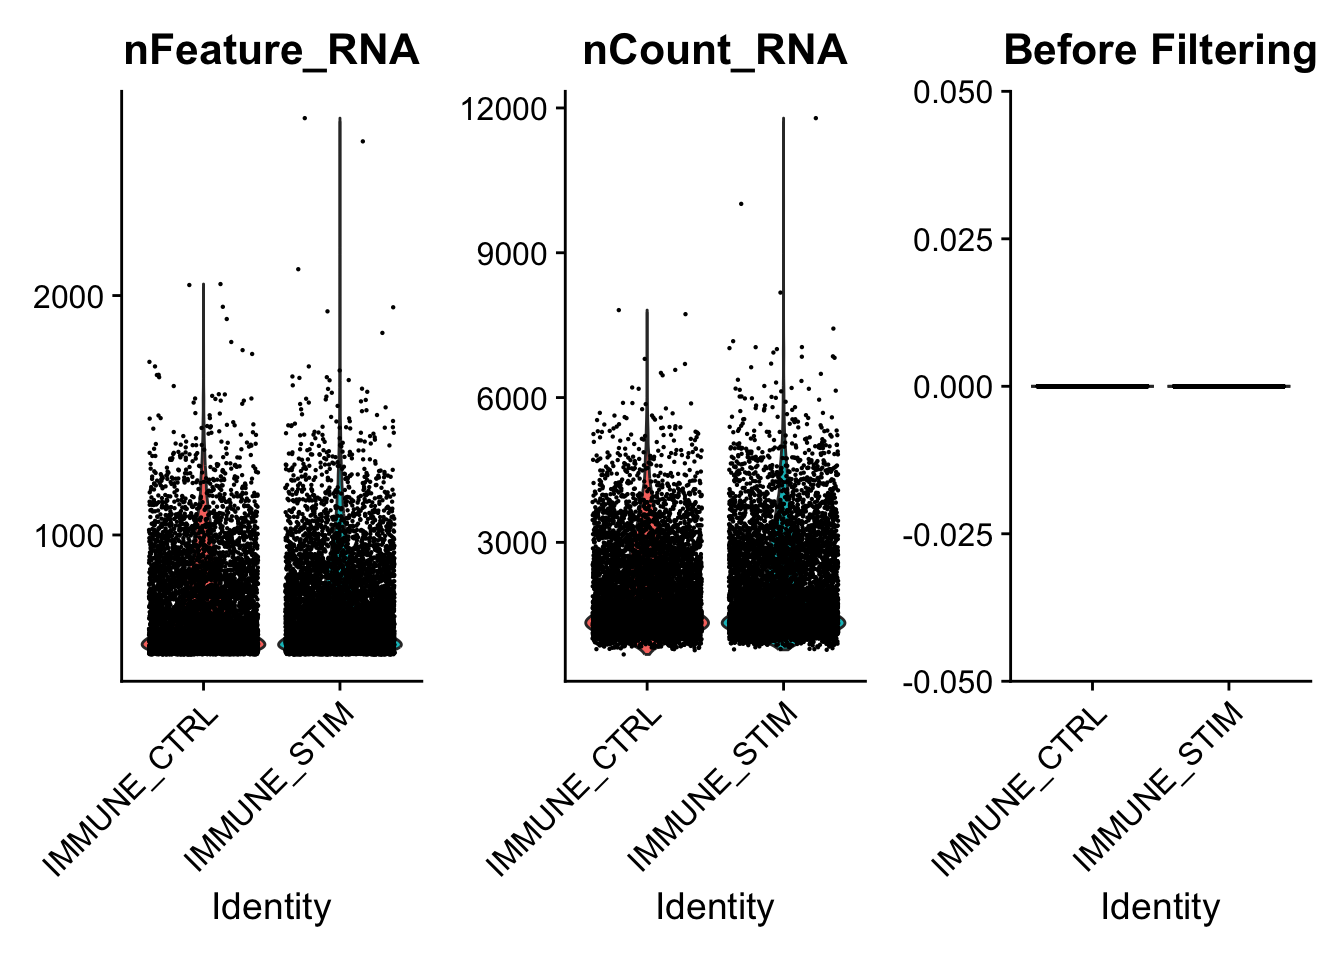 nFeature_RNA
2000
1000
IMMUNE_CTRL
IMMUNE_STIM
Identity
nCount_RNA
12000
9000
6000
3000
IMMUNE_CTRL
IMMUNE_STIM
Identity
Before Filtering
0.050
0.025
0.000
-0.025
-0.050
IMMUNE_CTRL
IMMUNE_STIM
Identity